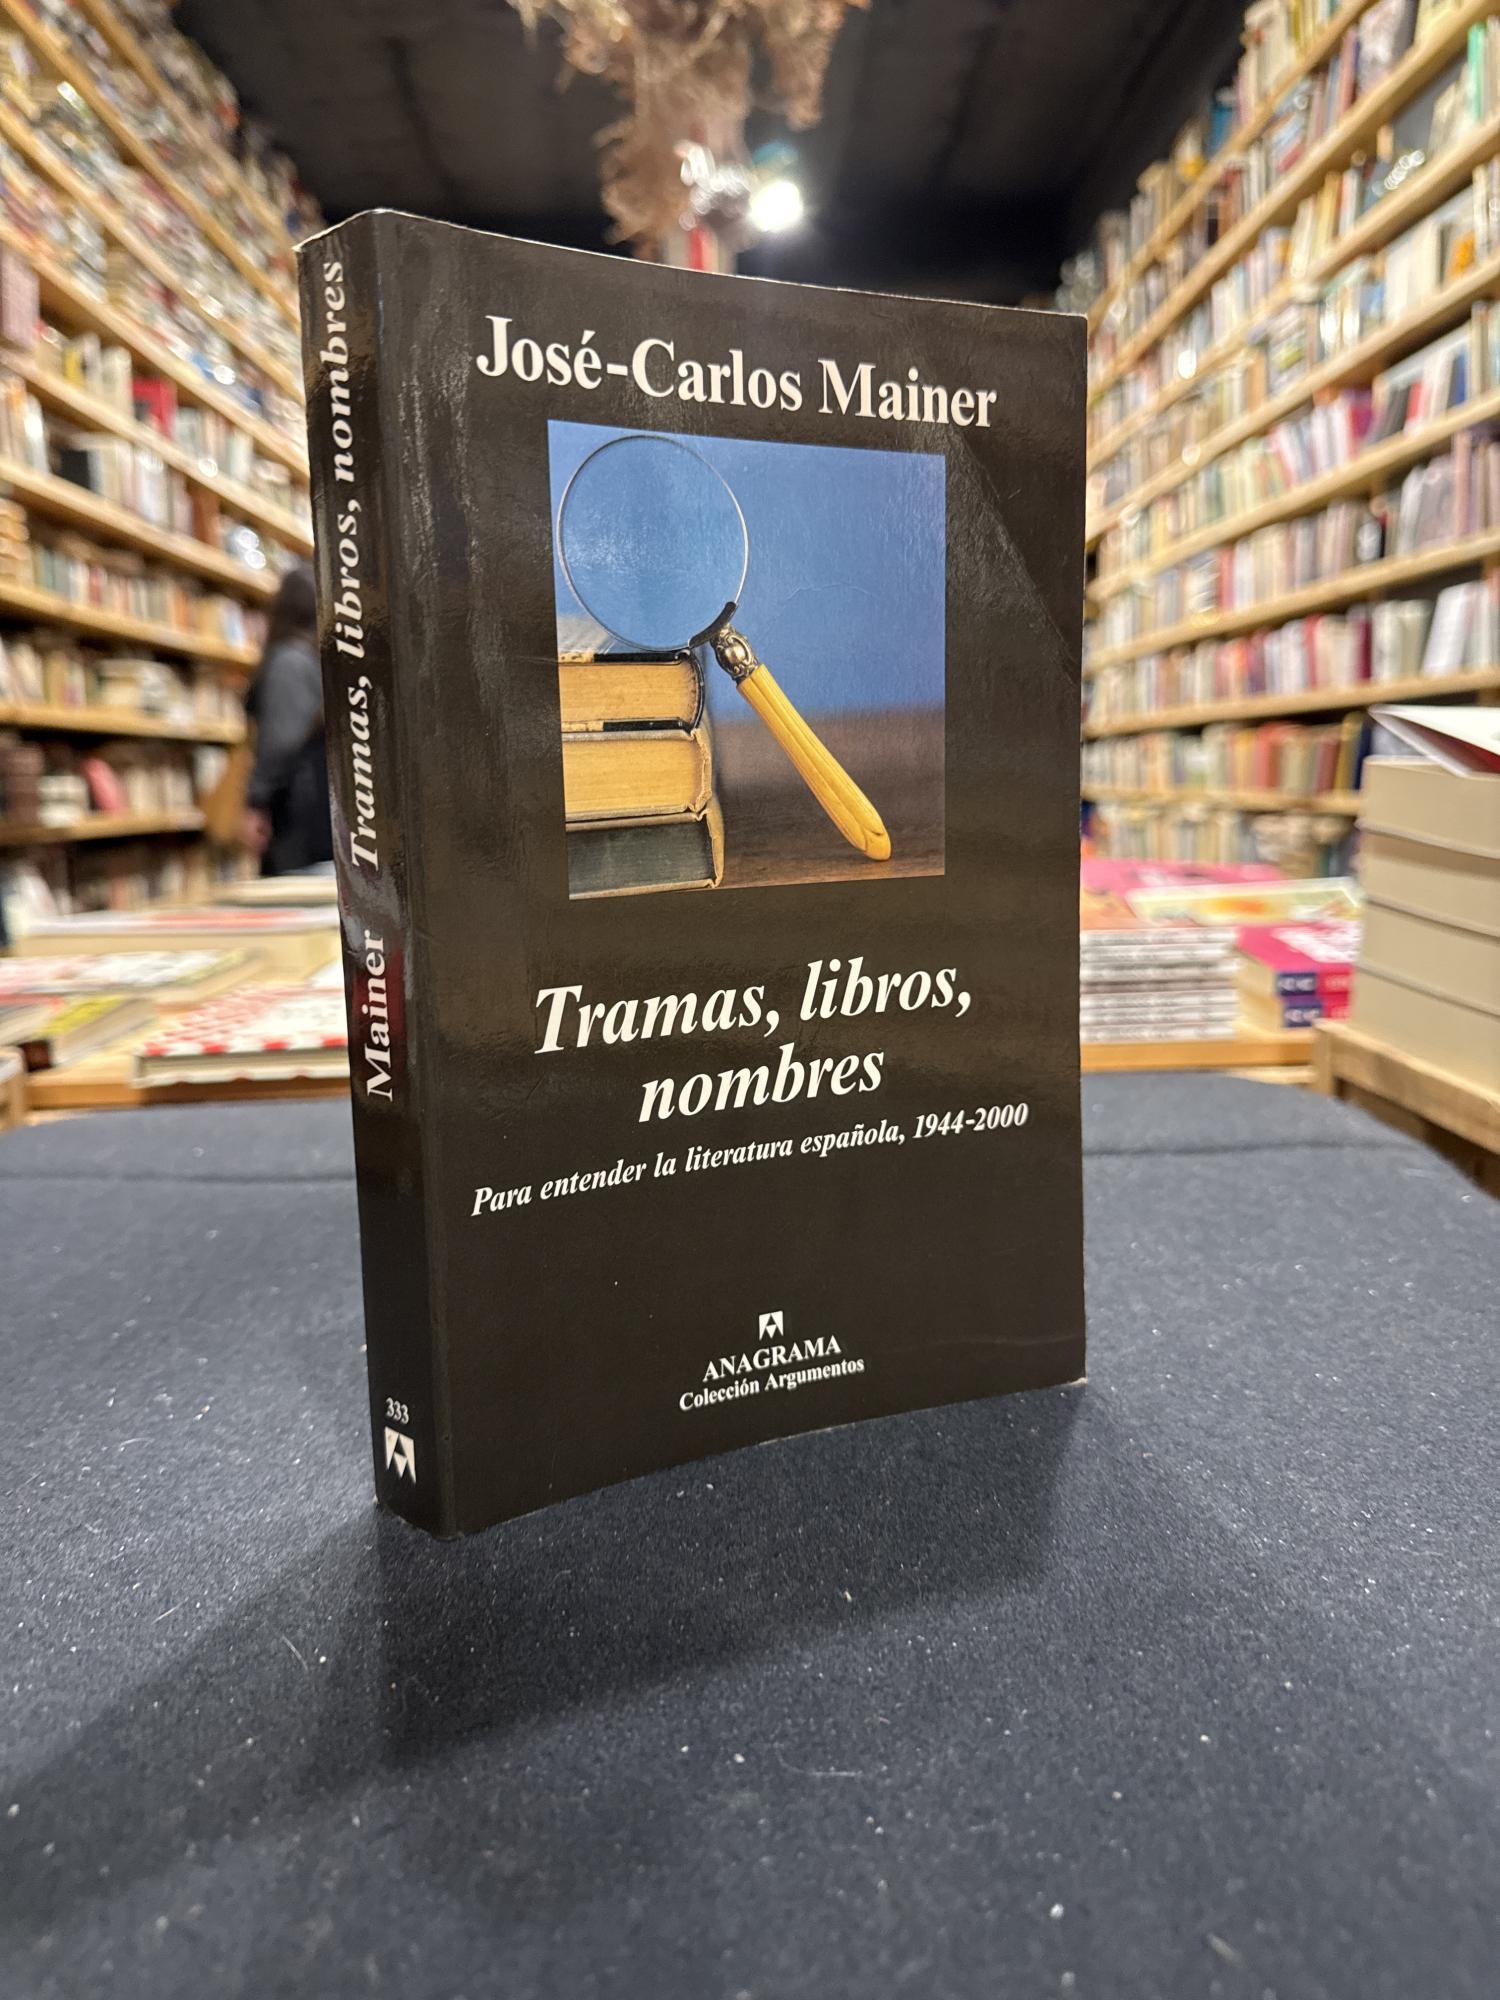 José-Carlos Mainer
Tramas, libros,
nombres
Para entender la literatura española, 1944-2000
ANAGRAMA
Colección Argumentos
Mainer Tramas, libros, nombres
333